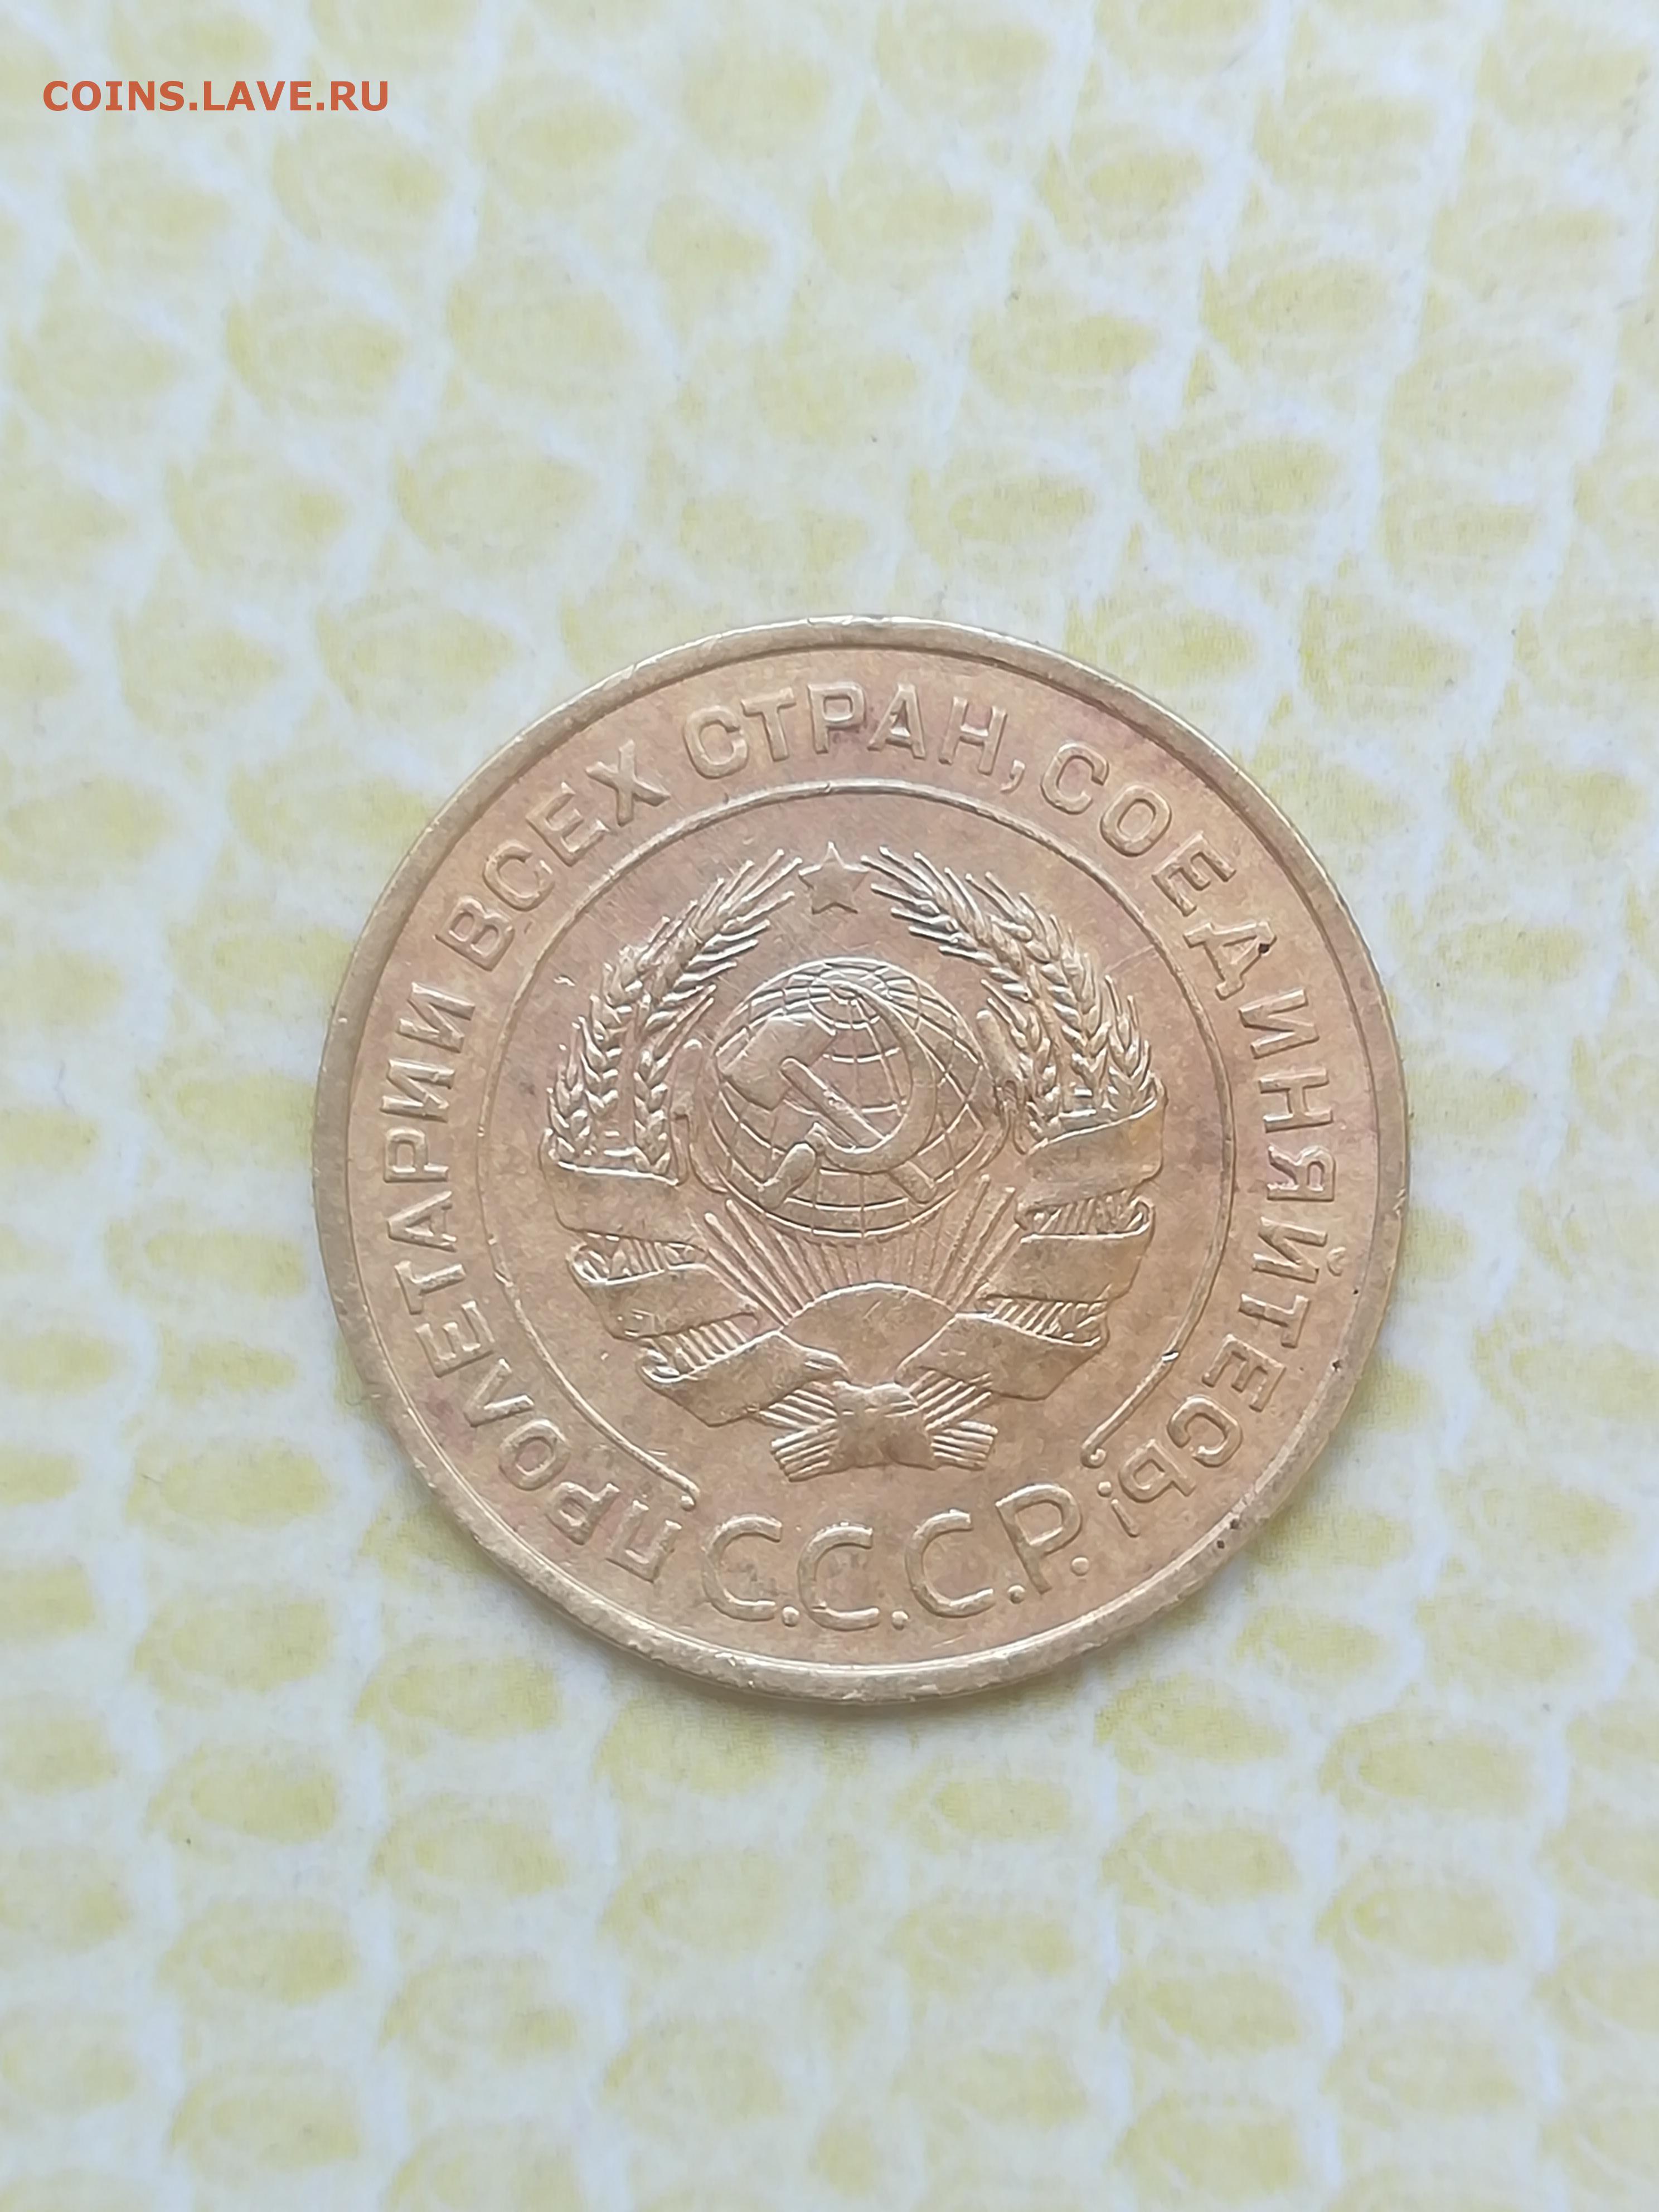 COINS.LAVE.RU
ПРОЛЕТАРИИ ВСЕХ СТРАН, СОЕДИНЯЙТЕСЬ!
С.С.С.Р.